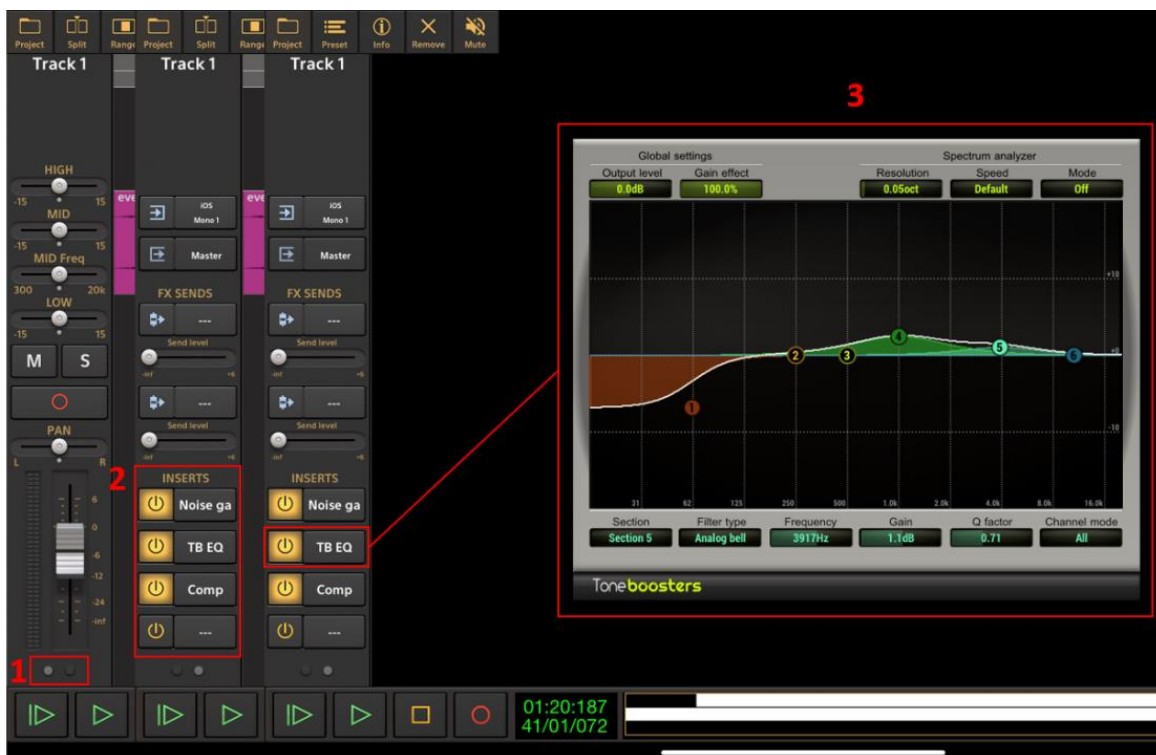 Project Split Range Project Split Range Project Preset Info Remove Mute
Track 1 Track 1 Track 1
3
HIGH
-15 15
MID
-15 15
MID Freq
300 20k
LOW
-15 15
M S
PAN
L R
6
0
-6
-12
-24
-inf
1
eve
iOS
Mono 1
Master
FX SENDS
---
Send level
-inf +6
---
Send level
-inf +6
2
INSERTS
Noise ga
TB EQ
Comp
---
eve
iOS
Mono 1
Master
FX SENDS
---
Send level
-inf +6
---
Send level
-inf +6
INSERTS
Noise ga
TB EQ
Comp
---
Global settings Spectrum analyzer
Output level Gain effect Resolution Speed Mode
0.0dB 100.0% 0.05oct Default Off
+10
4
5
2 3 6 +0
1
-10
31 62 125 250 500 1.0k 2.0k 4.0k 8.0k 16.0k
Section Filter type Frequency Gain Q factor Channel mode
Section 5 Analog bell 3917Hz 1.1dB 0.71 All
Toneboosters
01:20:187
41/01/072